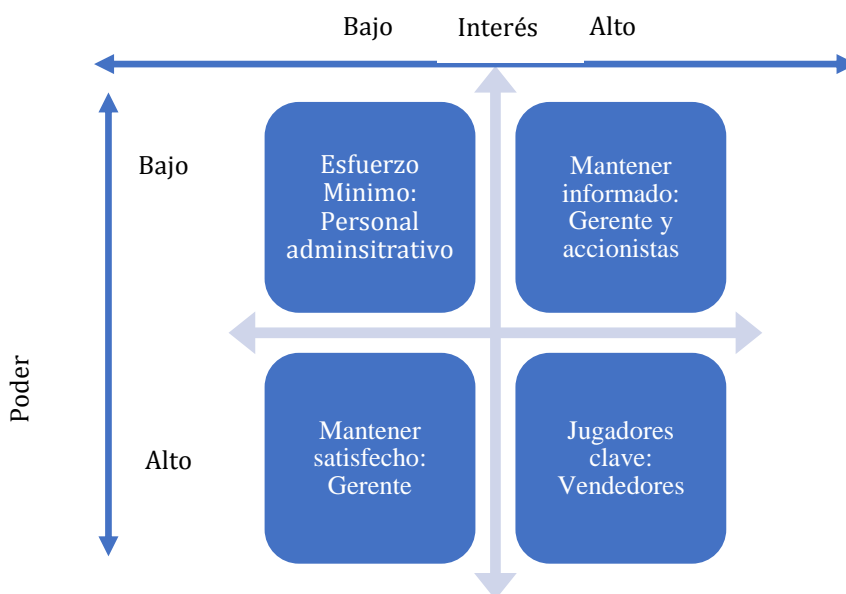 Bajo Interés Alto
Bajo
Esfuerzo
Minimo:
Personal
adminsitrativo
Mantener
informado:
Gerente y
accionistas
Poder
Alto
Mantener
satisfecho:
Gerente
Jugadores
clave:
Vendedores